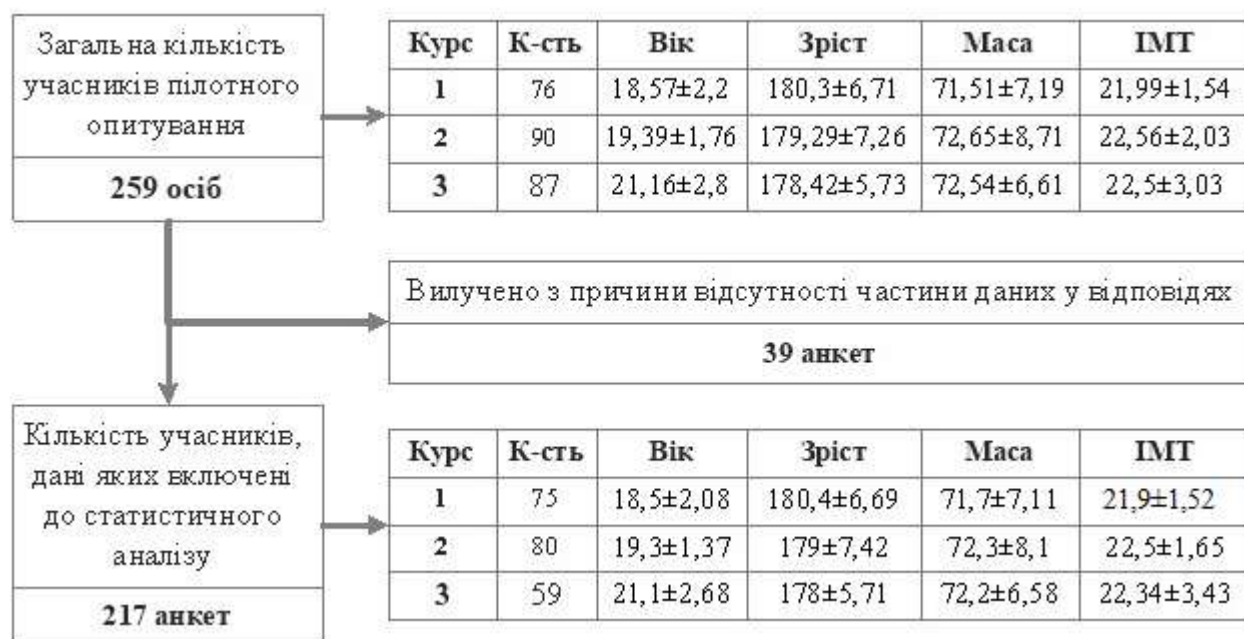 Загальна кількість
учасників пілотного
опитування
259 осіб
Курс К-сть Вік Зріст Маса ІМТ
1 76 18,57±2,2 180,3±6,71 71,51±7,19 21,99±1,54
2 90 19,39±1,76 179,29±7,26 72,65±8,71 22,56±2,03
3 87 21,16±2,8 178,42±5,73 72,54±6,61 22,5±3,03
Вилучено з причини відсутності частини даних у відповідях
39 анкет
Кількість учасників,
дані яких включені
до статистичного
аналізу
217 анкет
Курс К-сть Вік Зріст Маса ІМТ
1 75 18,5±2,08 180,4±6,69 71,7±7,11 21,9±1,52
2 80 19,3±1,37 179±7,42 72,3±8,1 22,5±1,65
3 59 21,1±2,68 178±5,71 72,2±6,58 22,34±3,43